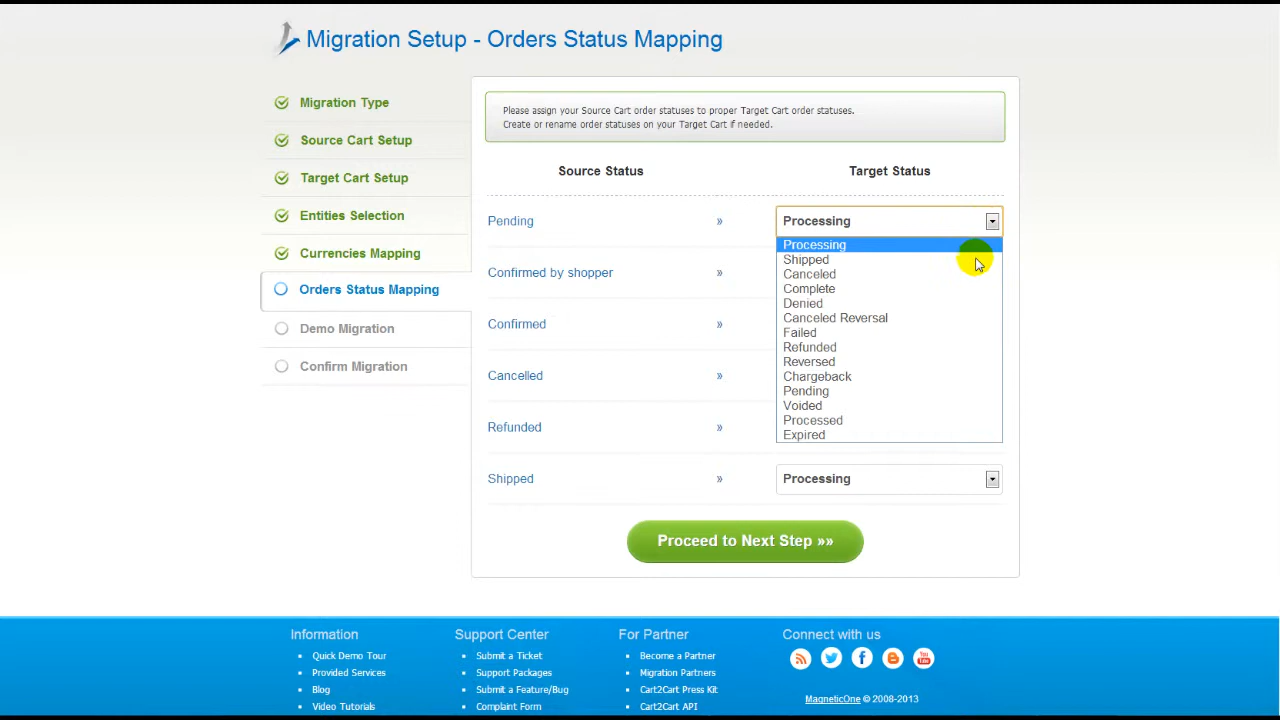 Migration Setup - Orders Status Mapping
Migration Type
Source Cart Setup
Target Cart Setup
Entities Selection
Currencies Mapping
Orders Status Mapping
Demo Migration
Confirm Migration
Please assign your Source Cart order statuses to proper Target Cart order statuses.
Create or rename order statuses on your Target Cart if needed.
Source Status Target Status
Pending » Processing
Confirmed by shopper »
Confirmed »
Cancelled »
Refunded »
Processing
Shipped
Canceled
Complete
Denied
Canceled Reversal
Failed
Refunded
Reversed
Chargeback
Pending
Voided
Processed
Expired
Shipped » Processing
Proceed to Next Step »»
Information
Quick Demo Tour
Provided Services
Blog
Video Tutorials
Support Center
Submit a Ticket
Support Packages
Submit a Feature/Bug
Complaint Form
For Partner
Become a Partner
Migration Partners
Cart2Cart Press Kit
Cart2Cart API
Connect with us
You Tube
MagneticOne © 2008-2013